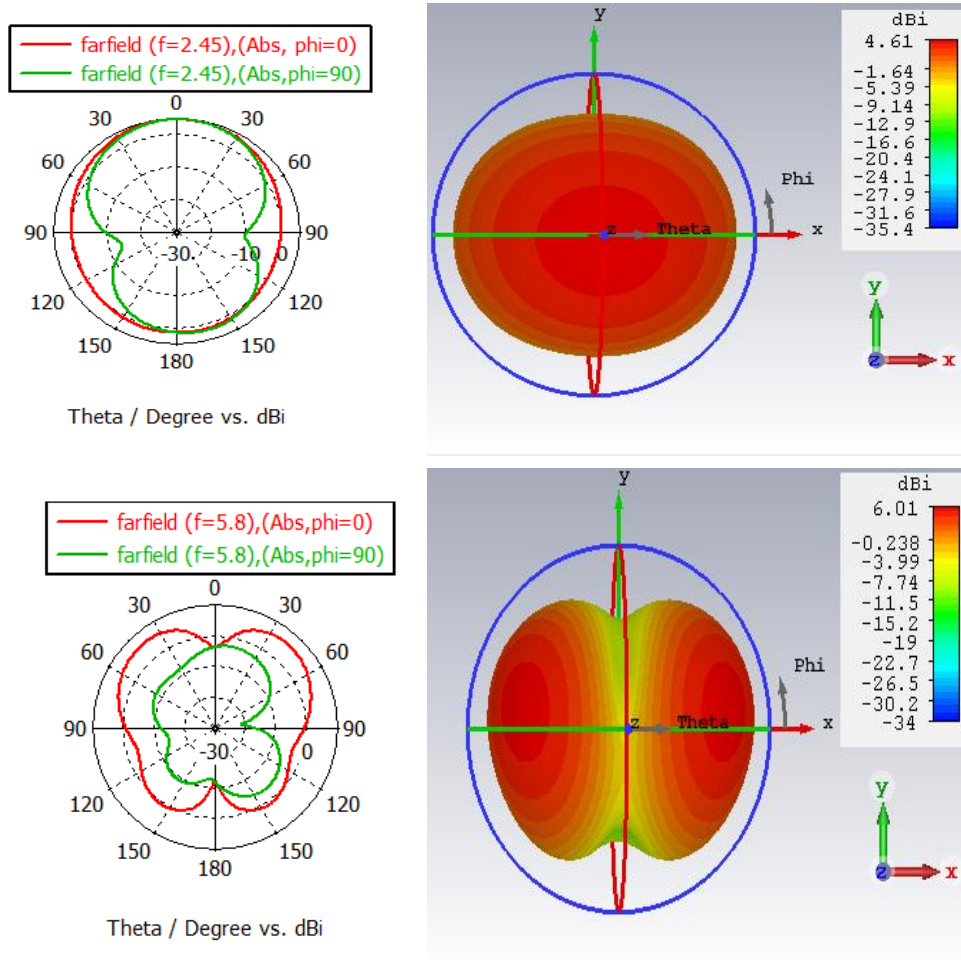 farfield (f=2.45),(Abs, phi=0)
farfield (f=2.45),(Abs,phi=90)
0
30 30
60 60
90 -30. -10 0 90
120 120
150 150
180
Theta / Degree vs. dBi
y
Phi
z Theta x
dBi
4.61
-1.64
-5.39
-9.14
-12.9
-16.6
-20.4
-24.1
-27.9
-31.6
-35.4
y
z x
farfield (f=5.8),(Abs,phi=0)
farfield (f=5.8),(Abs,phi=90)
0
30 30
60 60
90 90
30 0
120 120
150 150
180
Theta / Degree vs. dBi
y
Phi
z Theta x
dBi
6.01
-0.238
-3.99
-7.74
-11.5
-15.2
-19
-22.7
-26.5
-30.2
-34
y
z x